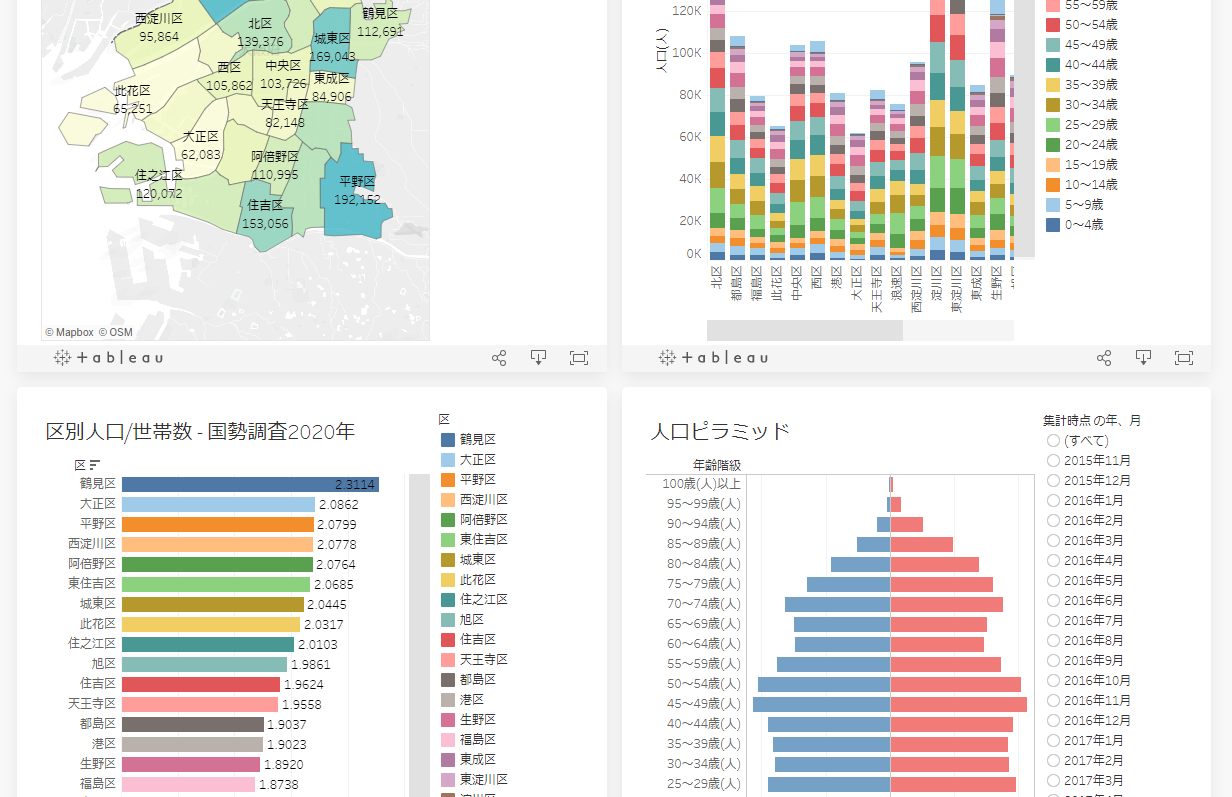 西淀川区
95,864
北区
139,376
鶴見区
112,691
城東区
169,043
西区
105,862
中央区
103,726
東成区
84,906
此花区
65,251
天王寺区
82,148
大正区
62,083
阿倍野区
110,995
住之江区
120,072
平野区
192,152
住吉区
153,056
© Mapbox © OSM
+ a b l e a u
人口(人)
120K
100K
80K
60K
40K
20K
0K
北区
都島区
福島区
此花区
中央区
西区
港区
大正区
天王寺区
浪速区
西淀川区
淀川区
東淀川区
東成区
生野区
55~59歳
50~54歳
45~49歳
40~44歳
35~39歳
30~34歳
25~29歳
20~24歳
15~19歳
10~14歳
5~9歳
0~4歳
+ a b l e a u
区別人口/世帯数 - 国勢調査2020年
区
鶴見区 2.3114
大正区 2.0862
平野区 2.0799
西淀川区 2.0778
阿倍野区 2.0764
東住吉区 2.0685
城東区 2.0445
此花区 2.0317
住之江区 2.0103
旭区 1.9861
住吉区 1.9624
天王寺区 1.9558
都島区 1.9037
港区 1.9023
生野区 1.8920
福島区 1.8738
区
鶴見区
大正区
平野区
西淀川区
阿倍野区
東住吉区
城東区
此花区
住之江区
旭区
住吉区
天王寺区
都島区
港区
生野区
福島区
東成区
東淀川区
人口ピラミッド
年齢階級
100歳(人)以上
95~99歳(人)
90~94歳(人)
85~89歳(人)
80~84歳(人)
75~79歳(人)
70~74歳(人)
65~69歳(人)
60~64歳(人)
55~59歳(人)
50~54歳(人)
45~49歳(人)
40~44歳(人)
35~39歳(人)
30~34歳(人)
25~29歳(人)
集計時点の年、月
(すべて)
2015年11月
2015年12月
2016年1月
2016年2月
2016年3月
2016年4月
2016年5月
2016年6月
2016年7月
2016年8月
2016年9月
2016年10月
2016年11月
2016年12月
2017年1月
2017年2月
2017年3月